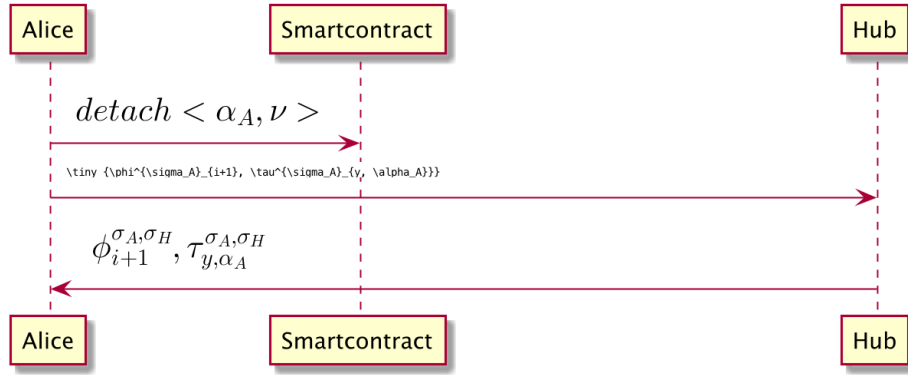 Alice Smartcontract Hub
detach < α_A, ν >
\tiny {\phi^{\sigma_A}_{i+1}, \tau^{\sigma_A}_{y, \alpha_A}}}
ϕ^{σ_A,σ_H}_{i+1}, τ^{σ_A,σ_H}_{y,α_A}
Alice Smartcontract Hub